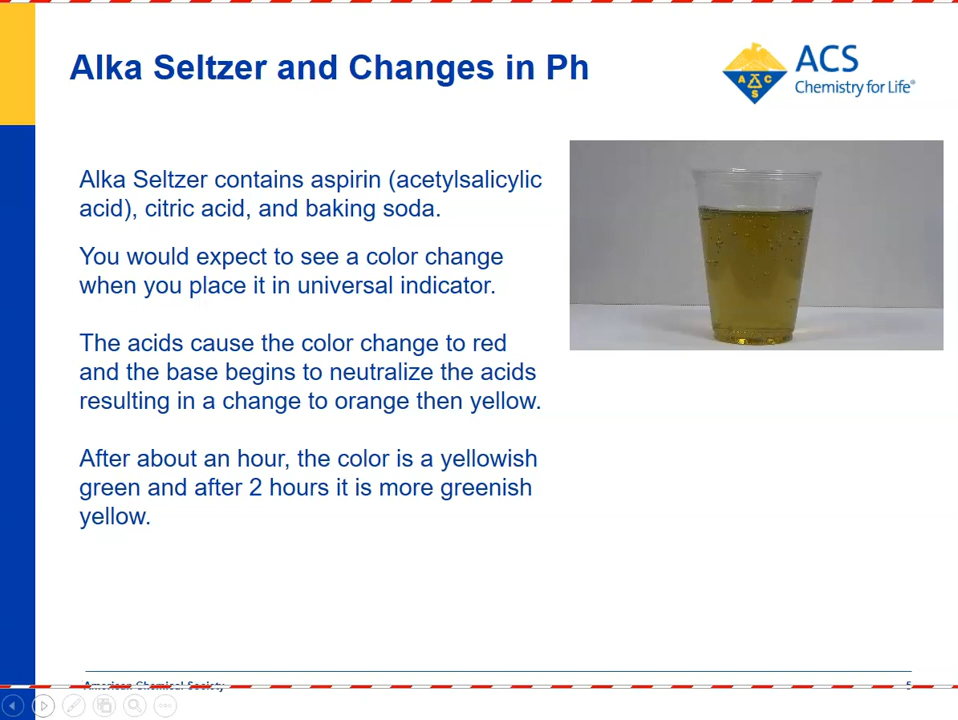 Alka Seltzer and Changes in Ph
A C S
ACS
Chemistry for Life®
Alka Seltzer contains aspirin (acetylsalicylic
acid), citric acid, and baking soda.
You would expect to see a color change
when you place it in universal indicator.
The acids cause the color change to red
and the base begins to neutralize the acids
resulting in a change to orange then yellow.
After about an hour, the color is a yellowish
green and after 2 hours it is more greenish
yellow.
American Chemical Society
5